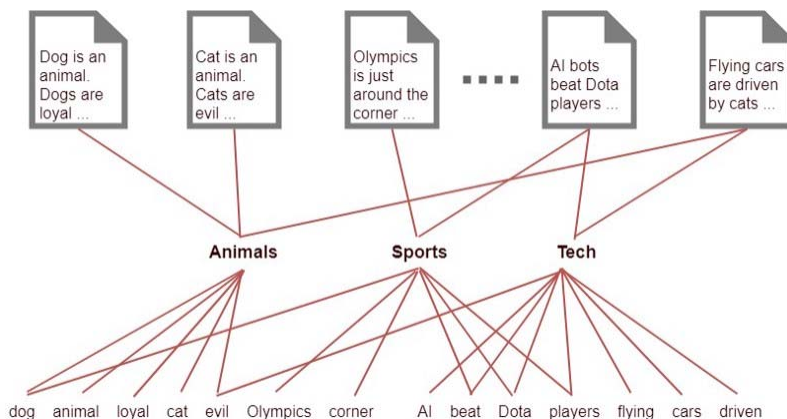 Dog is an
animal.
Dogs are
loyal ...
Cat is an
animal.
Cats are
evil ...
Olympics
is just
around the
corner ...
AI bots
beat Dota
players ...
Flying cars
are driven
by cats ...
Animals
Sports
Tech
dog animal loyal cat evil Olympics corner AI beat Dota players flying cars driven